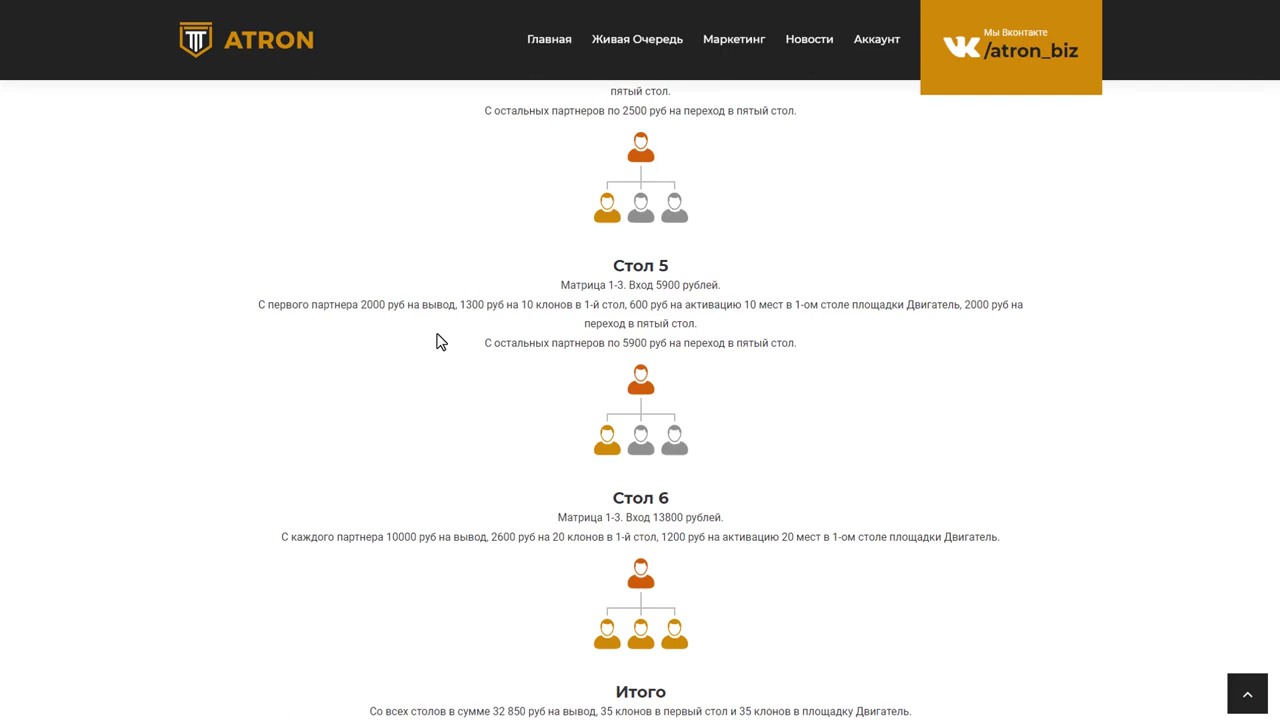 ATRON
Главная
Живая Очередь
Маркетинг
Новости
Аккаунт
Мы Вконтакте
/atron_biz
пятый стол.
С остальных партнеров по 2500 руб на переход в пятый стол.
Стол 5
Матрица 1-3. Вход 5900 рублей.
С первого партнера 2000 руб на вывод, 1300 руб на 10 клонов в 1-й стол, 600 руб на активацию 10 мест в 1-ом столе площадки Двигатель, 2000 руб на
переход в пятый стол.
С остальных партнеров по 5900 руб на переход в пятый стол.
Стол 6
Матрица 1-3. Вход 13800 рублей.
С каждого партнера 10000 руб на вывод, 2600 руб на 20 клонов в 1-й стол, 1200 руб на активацию 20 мест в 1-ом столе площадки Двигатель.
Итого
Со всех столов в сумме 32 850 руб на вывод, 35 клонов в первый стол и 35 клонов в площадку Двигатель.